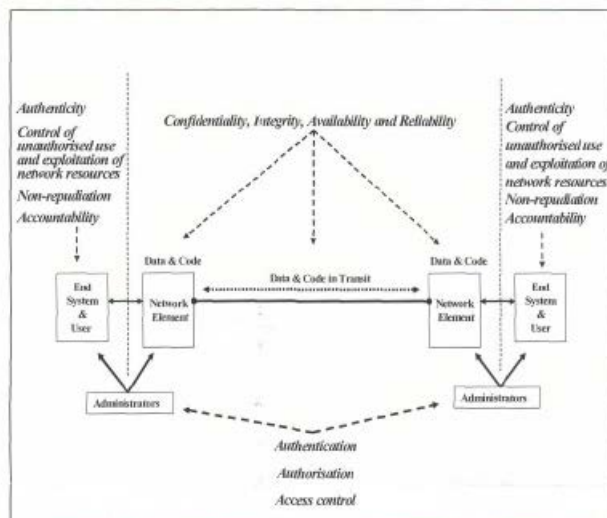 Authenticity
Control of
unauthorised use
and exploitation of
network resources
Non-repudiation
Accountability
Confidentiality, Integrity, Availability and Reliability
Authenticity
Control of
unauthorised use
and exploitation of
network resources
Non-repudiation
Accountability
Data & Code
Data & Code in Transit
Data & Code
End
System
&
User
Network
Element
Network
Element
End
System
&
User
Administrators
Administrators
Authentication
Authorisation
Access control